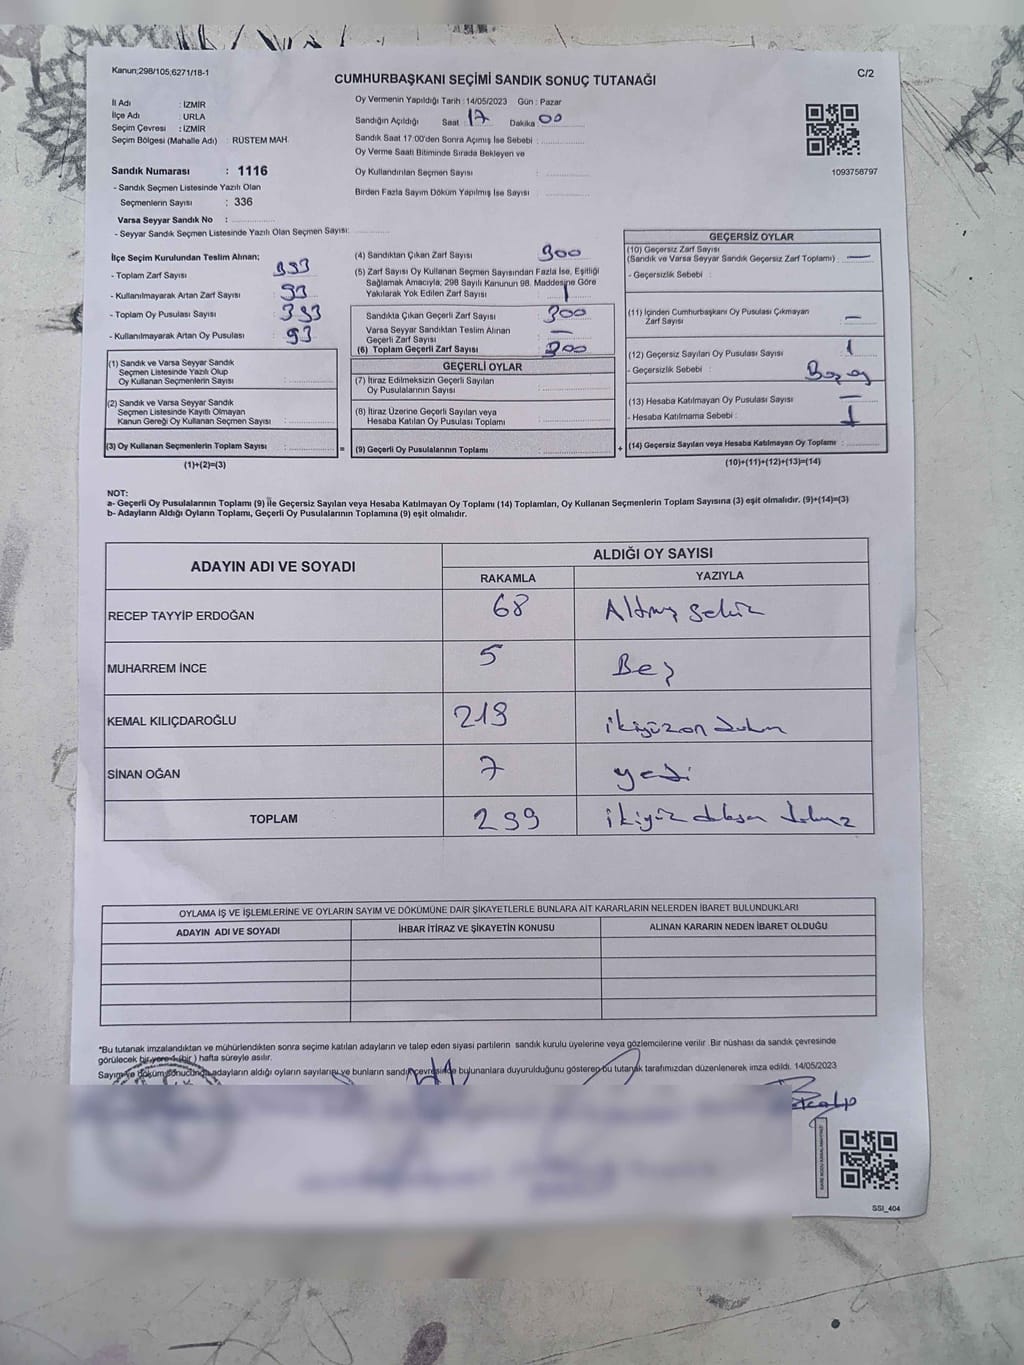 Kanun;298/105,6271/18-1
C/2
CUMHURBAŞKANI SEÇİMİ SANDIK SONUÇ TUTANAĞI
İl Adı : İZMİR
İlçe Adı : URLA
Seçim Çevresi : İZMİR
Seçim Bölgesi (Mahalle Adı) : RÜSTEM MAH.
Oy Vermenin Yapıldığı Tarih : 14/05/2023 Gün : Pazar
Sandığın Açıldığı Saat 17 Dakika 00
Sandık Saat 17:00'den Sonra Açımış İse Sebebi :
Oy Verme Saati Bitiminde Sırada Bekleyen ve
Oy Kullandırılan Seçmen Sayısı :
Birden Fazla Sayım Döküm Yapılmış İse Sayısı :
1093756797
Sandık Numarası : 1116
- Sandık Seçmen Listesinde Yazılı Olan
Seçmenlerin Sayısı : 336
Varsa Seyyar Sandık No :
- Seyyar Sandık Seçmen Listesinde Yazılı Olan Seçmen Sayısı:
İlçe Seçim Kurulundan Teslim Alınan;
- Toplam Zarf Sayısı : 393
- Kullanılmayarak Artan Zarf Sayısı : 93
- Toplam Oy Pusulası Sayısı : 393
- Kullanılmayarak Artan Oy Pusulası : 93
(1) Sandık ve Varsa Seyyar Sandık
Seçmen Listesinde Yazılı Olup
Oy Kullanan Seçmenlerin Sayısı :
(2) Sandık ve Varsa Seyyar Sandık
Seçmen Listesinde Kayıtlı Olmayan
Kanun Gereği Oy Kullanan Seçmen Sayısı :
(3) Oy Kullanan Seçmenlerin Toplam Sayısı : =
(1)+(2)=(3)
(4) Sandıktan Çıkan Zarf Sayısı : 300
(5) Zarf Sayısı Oy Kullanan Seçmen Sayısından Fazla İse, Eşitliği
Sağlamak Amacıyla; 298 Sayılı Kanunun 98. Maddesine Göre
Yakılarak Yok Edilen Zarf Sayısı :
Sandıkta Çıkan Geçerli Zarf Sayısı : 300
Varsa Seyyar Sandıktan Teslim Alınan
Geçerli Zarf Sayısı : —
(6) Toplam Geçerli Zarf Sayısı : 300
GEÇERLİ OYLAR
(7) İtiraz Edilmeksizin Geçerli Sayılan
Oy Pusulalarının Sayısı :
(8) İtiraz Üzerine Geçerli Sayılan veya
Hesaba Katılan Oy Pusulası Toplamı :
(9) Geçerli Oy Pusulalarının Toplamı : +
GEÇERSİZ OYLAR
(10) Geçersiz Zarf Sayısı
(Sandık ve Varsa Seyyar Sandık Geçersiz Zarf Toplamı) : —
- Geçersizlik Sebebi :
(11) İçinden Cumhurbaşkanı Oy Pusulası Çıkmayan
Zarf Sayısı : —
(12) Geçersiz Sayılan Oy Pusulası Sayısı : 1
- Geçersizlik Sebebi :
(13) Hesaba Katılmayan Oy Pusulası Sayısı : —
- Hesaba Katılmama Sebebi :
(14) Geçersiz Sayılan veya Hesaba Katılmayan Oy Toplamı :
(10)+(11)+(12)+(13)=(14)
NOT:
a- Geçerli Oy Pusulalarının Toplamı (9) ile Geçersiz Sayılan veya Hesaba Katılmayan Oy Toplamı (14) Toplamları, Oy Kullanan Seçmenlerin Toplam Sayısına (3) eşit olmalıdır. (9)+(14)=(3)
b- Adayların Aldığı Oyların Toplamı, Geçerli Oy Pusulalarının Toplamına (9) eşit olmalıdır.
ADAYIN ADI VE SOYADI
ALDIĞI OY SAYISI
RAKAMLA YAZIYLA
RECEP TAYYİP ERDOĞAN 68 Altmış sekiz
MUHARREM İNCE 5 Beş
KEMAL KILIÇDAROĞLU 219 ikiyüzon dokuz
SİNAN OĞAN 7 yedi
TOPLAM 299 ikiyüz doksan dokuz
OYLAMA İŞ VE İŞLEMLERİNE VE OYLARIN SAYIM VE DÖKÜMÜNE DAİR ŞİKAYETLERLE BUNLARA AİT KARARLARIN NELERDEN İBARET BULUNDUKLARI
ADAYIN ADI VE SOYADI İHBAR İTİRAZ VE ŞİKAYETİN KONUSU ALINAN KARARIN NEDEN İBARET OLDUĞU
*Bu tutanak imzalandıktan ve mühürlendikten sonra seçime katılan adayların ve talep eden siyasi partilerin sandık kurulu üyelerine veya gözlemcilerine verilir .Bir nüshası da sandık çevresinde
görülecek bir yere 1 (bir ) hafta süreyle asılır.
Sayım ve döküm sonucunda adayların aldığı oyların sayılarını ve bunların sandık çevresinde bulunanlara duyurulduğunu gösteren bu tutanak tarafımızdan düzenlenerek imza edildi. 14/05/2023
SSI_404